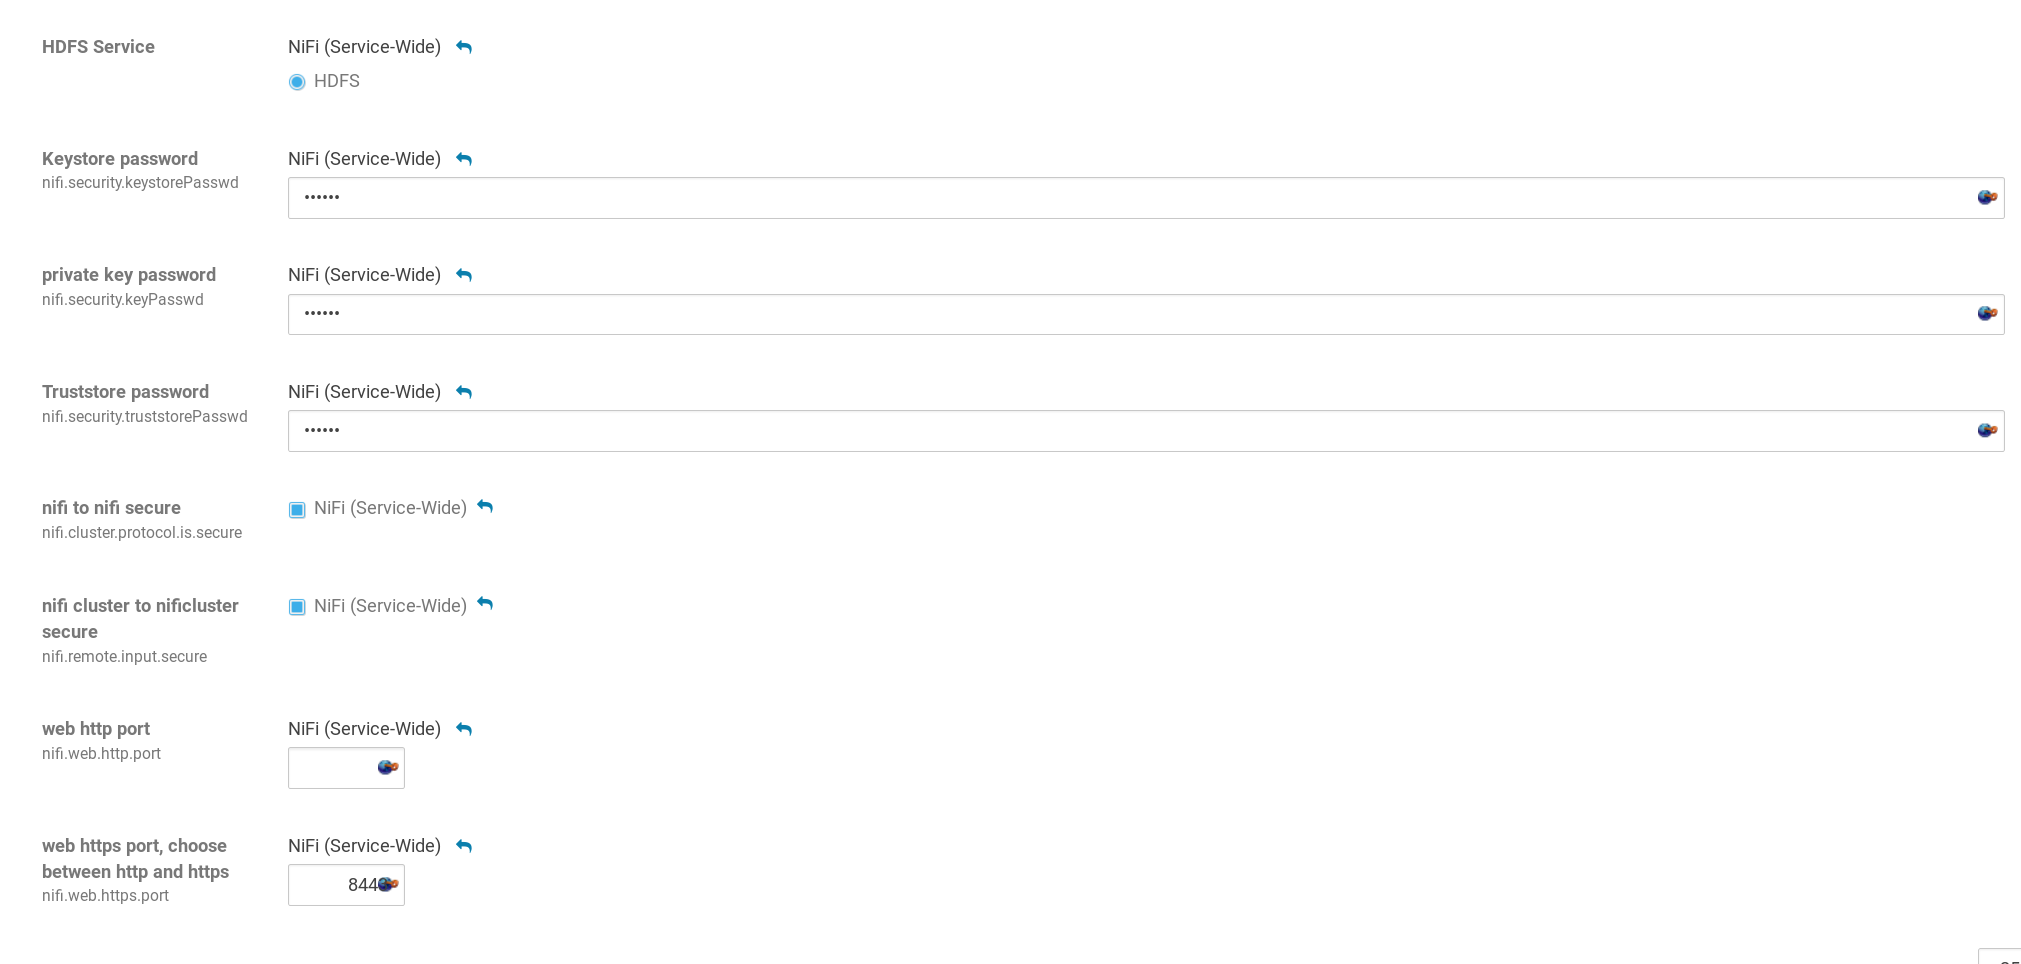 HDFS Service
NiFi (Service-Wide)
HDFS
Keystore password
nifi.security.keystorePasswd
NiFi (Service-Wide)
••••••
private key password
nifi.security.keyPasswd
NiFi (Service-Wide)
••••••
Truststore password
nifi.security.truststorePasswd
NiFi (Service-Wide)
••••••
nifi to nifi secure
nifi.cluster.protocol.is.secure
NiFi (Service-Wide)
nifi cluster to nificluster
secure
nifi.remote.input.secure
NiFi (Service-Wide)
web http port
nifi.web.http.port
NiFi (Service-Wide)
web https port, choose
between http and https
nifi.web.https.port
NiFi (Service-Wide)
844